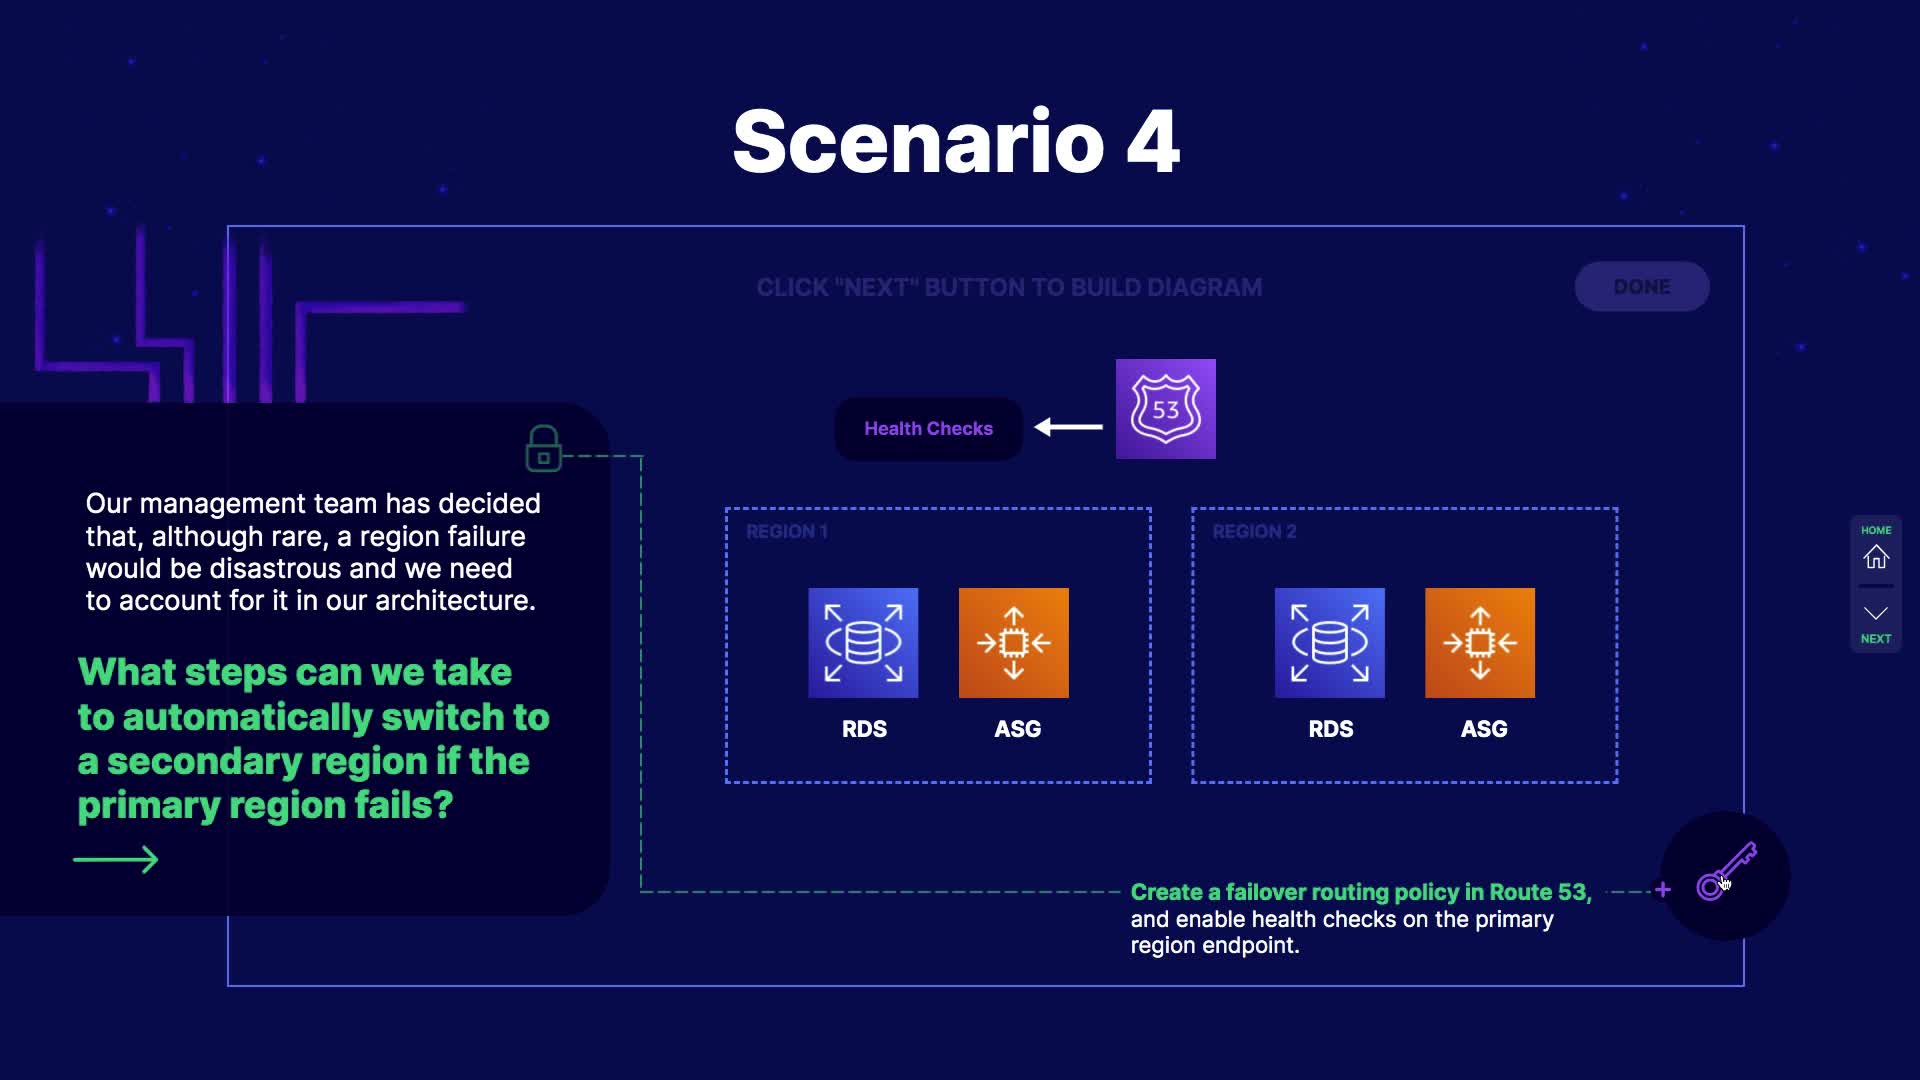 Scenario 4
CLICK "NEXT" BUTTON TO BUILD DIAGRAM
DONE
53
Health Checks
Our management team has decided
that, although rare, a region failure
would be disastrous and we need
to account for it in our architecture.
What steps can we take
to automatically switch to
a secondary region if the
primary region fails?
REGION 1
RDS
ASG
REGION 2
RDS
ASG
Create a failover routing policy in Route 53,
and enable health checks on the primary
region endpoint.
HOME
NEXT